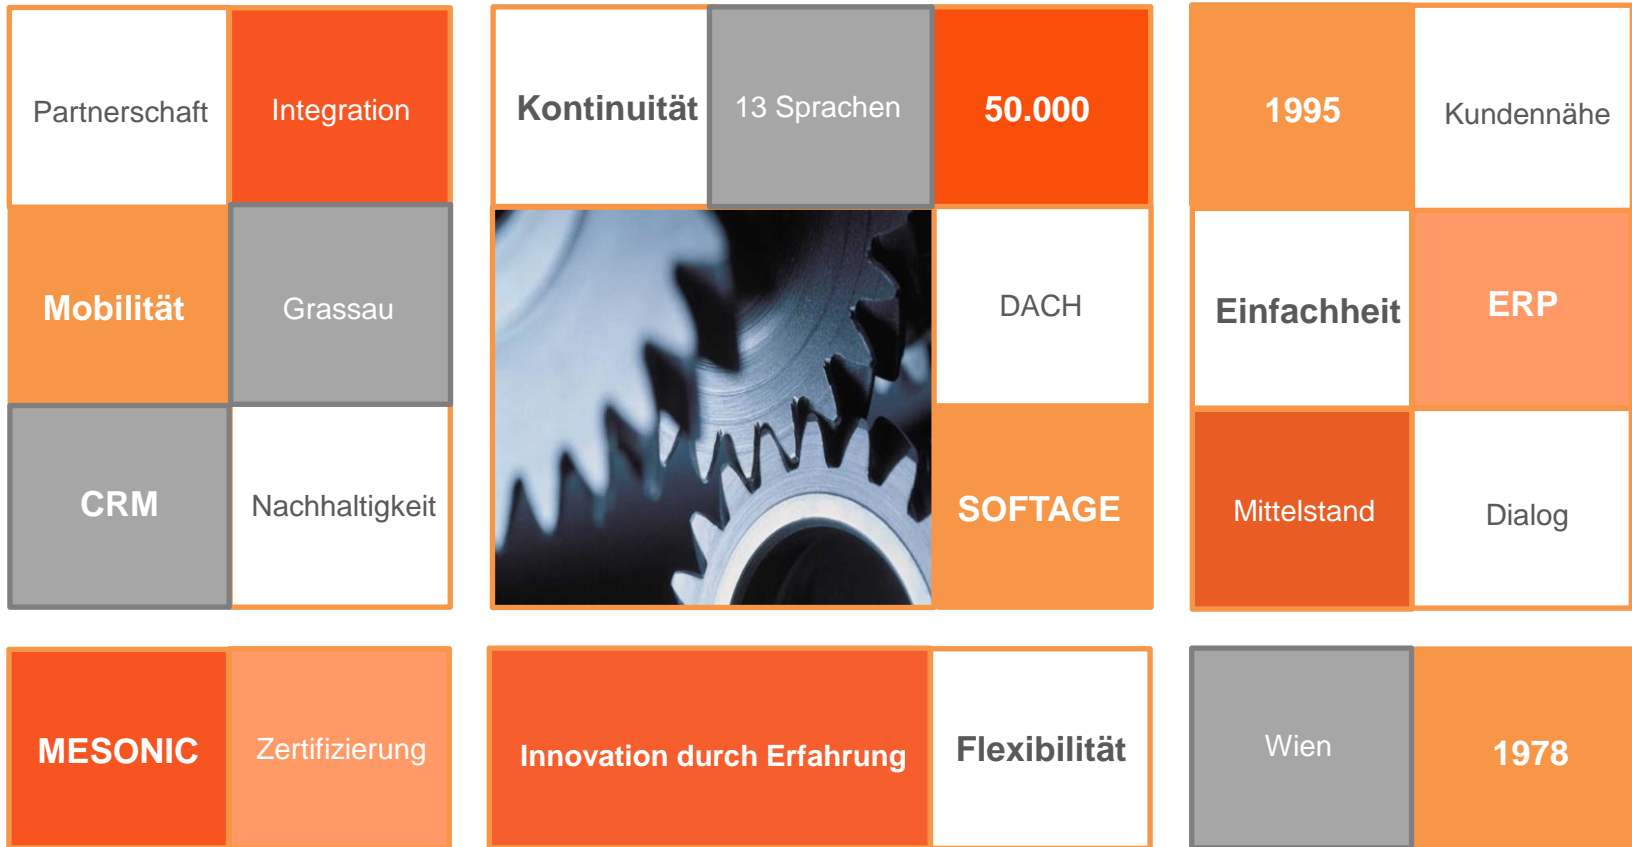 Partnerschaft
Integration
Kontinuität
13 Sprachen
50.000
1995
Kundennähe
Mobilität
Grassau
DACH
Einfachheit
ERP
CRM
Nachhaltigkeit
SOFTAGE
Mittelstand
Dialog
MESONIC
Zertifizierung
Innovation durch Erfahrung
Flexibilität
Wien
1978